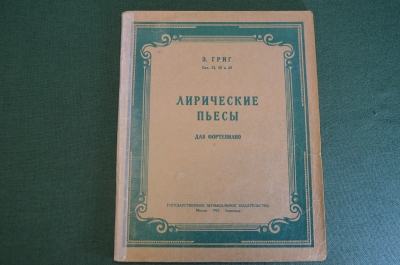 Э. ГРИГ
ЛИРИЧЕСКИЕ
ПЬЕСЫ
ДЛЯ ФОРТЕПИАНО
ГОСУДАРСТВЕННОЕ МУЗЫКАЛЬНОЕ ИЗДАТЕЛЬСТВО
Москва Ленинград